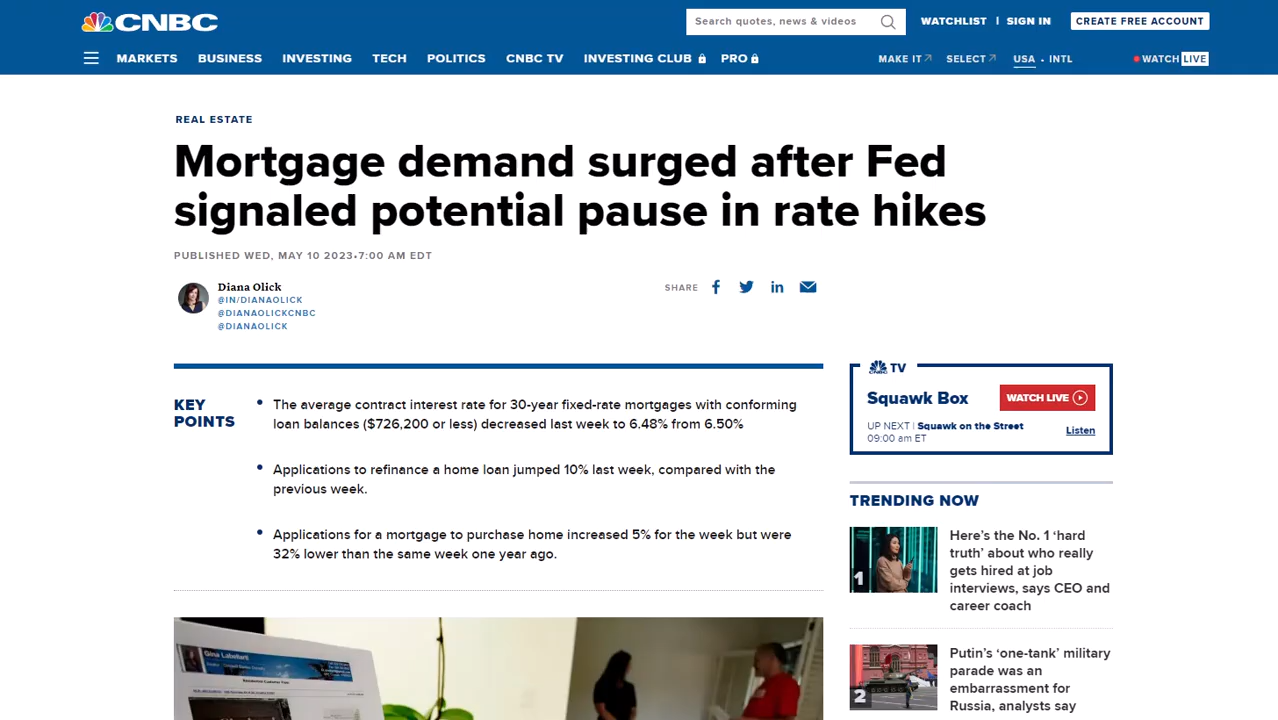 CNBC
Search quotes, news & videos
WATCHLIST | SIGN IN
CREATE FREE ACCOUNT
MARKETS BUSINESS INVESTING TECH POLITICS CNBC TV INVESTING CLUB PRO
MAKE IT SELECT USA • INTL
WATCH LIVE
REAL ESTATE
Mortgage demand surged after Fed
signaled potential pause in rate hikes
PUBLISHED WED, MAY 10 2023•7:00 AM EDT
Diana Olick
@IN/DIANAOLICK
@DIANAOLICKCNBC
@DIANAOLICK
SHARE
KEY
POINTS
• The average contract interest rate for 30-year fixed-rate mortgages with conforming
loan balances ($726,200 or less) decreased last week to 6.48% from 6.50%
• Applications to refinance a home loan jumped 10% last week, compared with the
previous week.
• Applications for a mortgage to purchase home increased 5% for the week but were
32% lower than the same week one year ago.
Gina Labellarti
CNBC TV
Squawk Box
WATCH LIVE
UP NEXT | Squawk on the Street
09:00 am ET
Listen
TRENDING NOW
1
Here's the No. 1 ‘hard
truth’ about who really
gets hired at job
interviews, says CEO and
career coach
2
Putin’s ‘one-tank’ military
parade was an
embarrassment for
Russia, analysts say